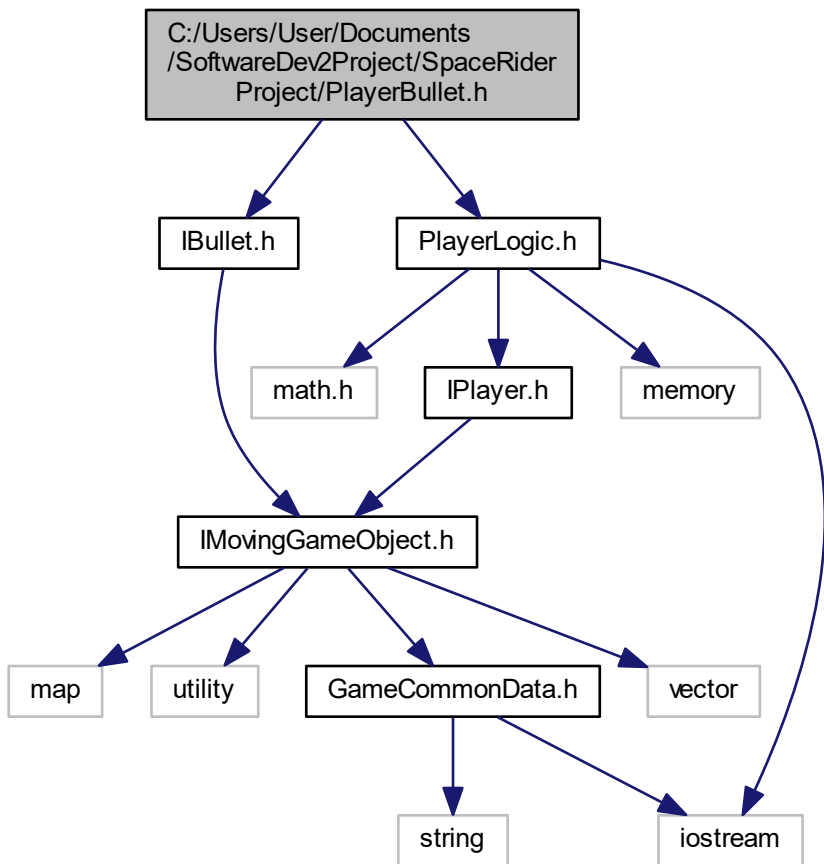 C:/Users/User/Documents
/SoftwareDev2Project/SpaceRider
Project/PlayerBullet.h
IBullet.h
PlayerLogic.h
math.h
IPlayer.h
memory
IMovingGameObject.h
map
utility
GameCommonData.h
vector
string
iostream